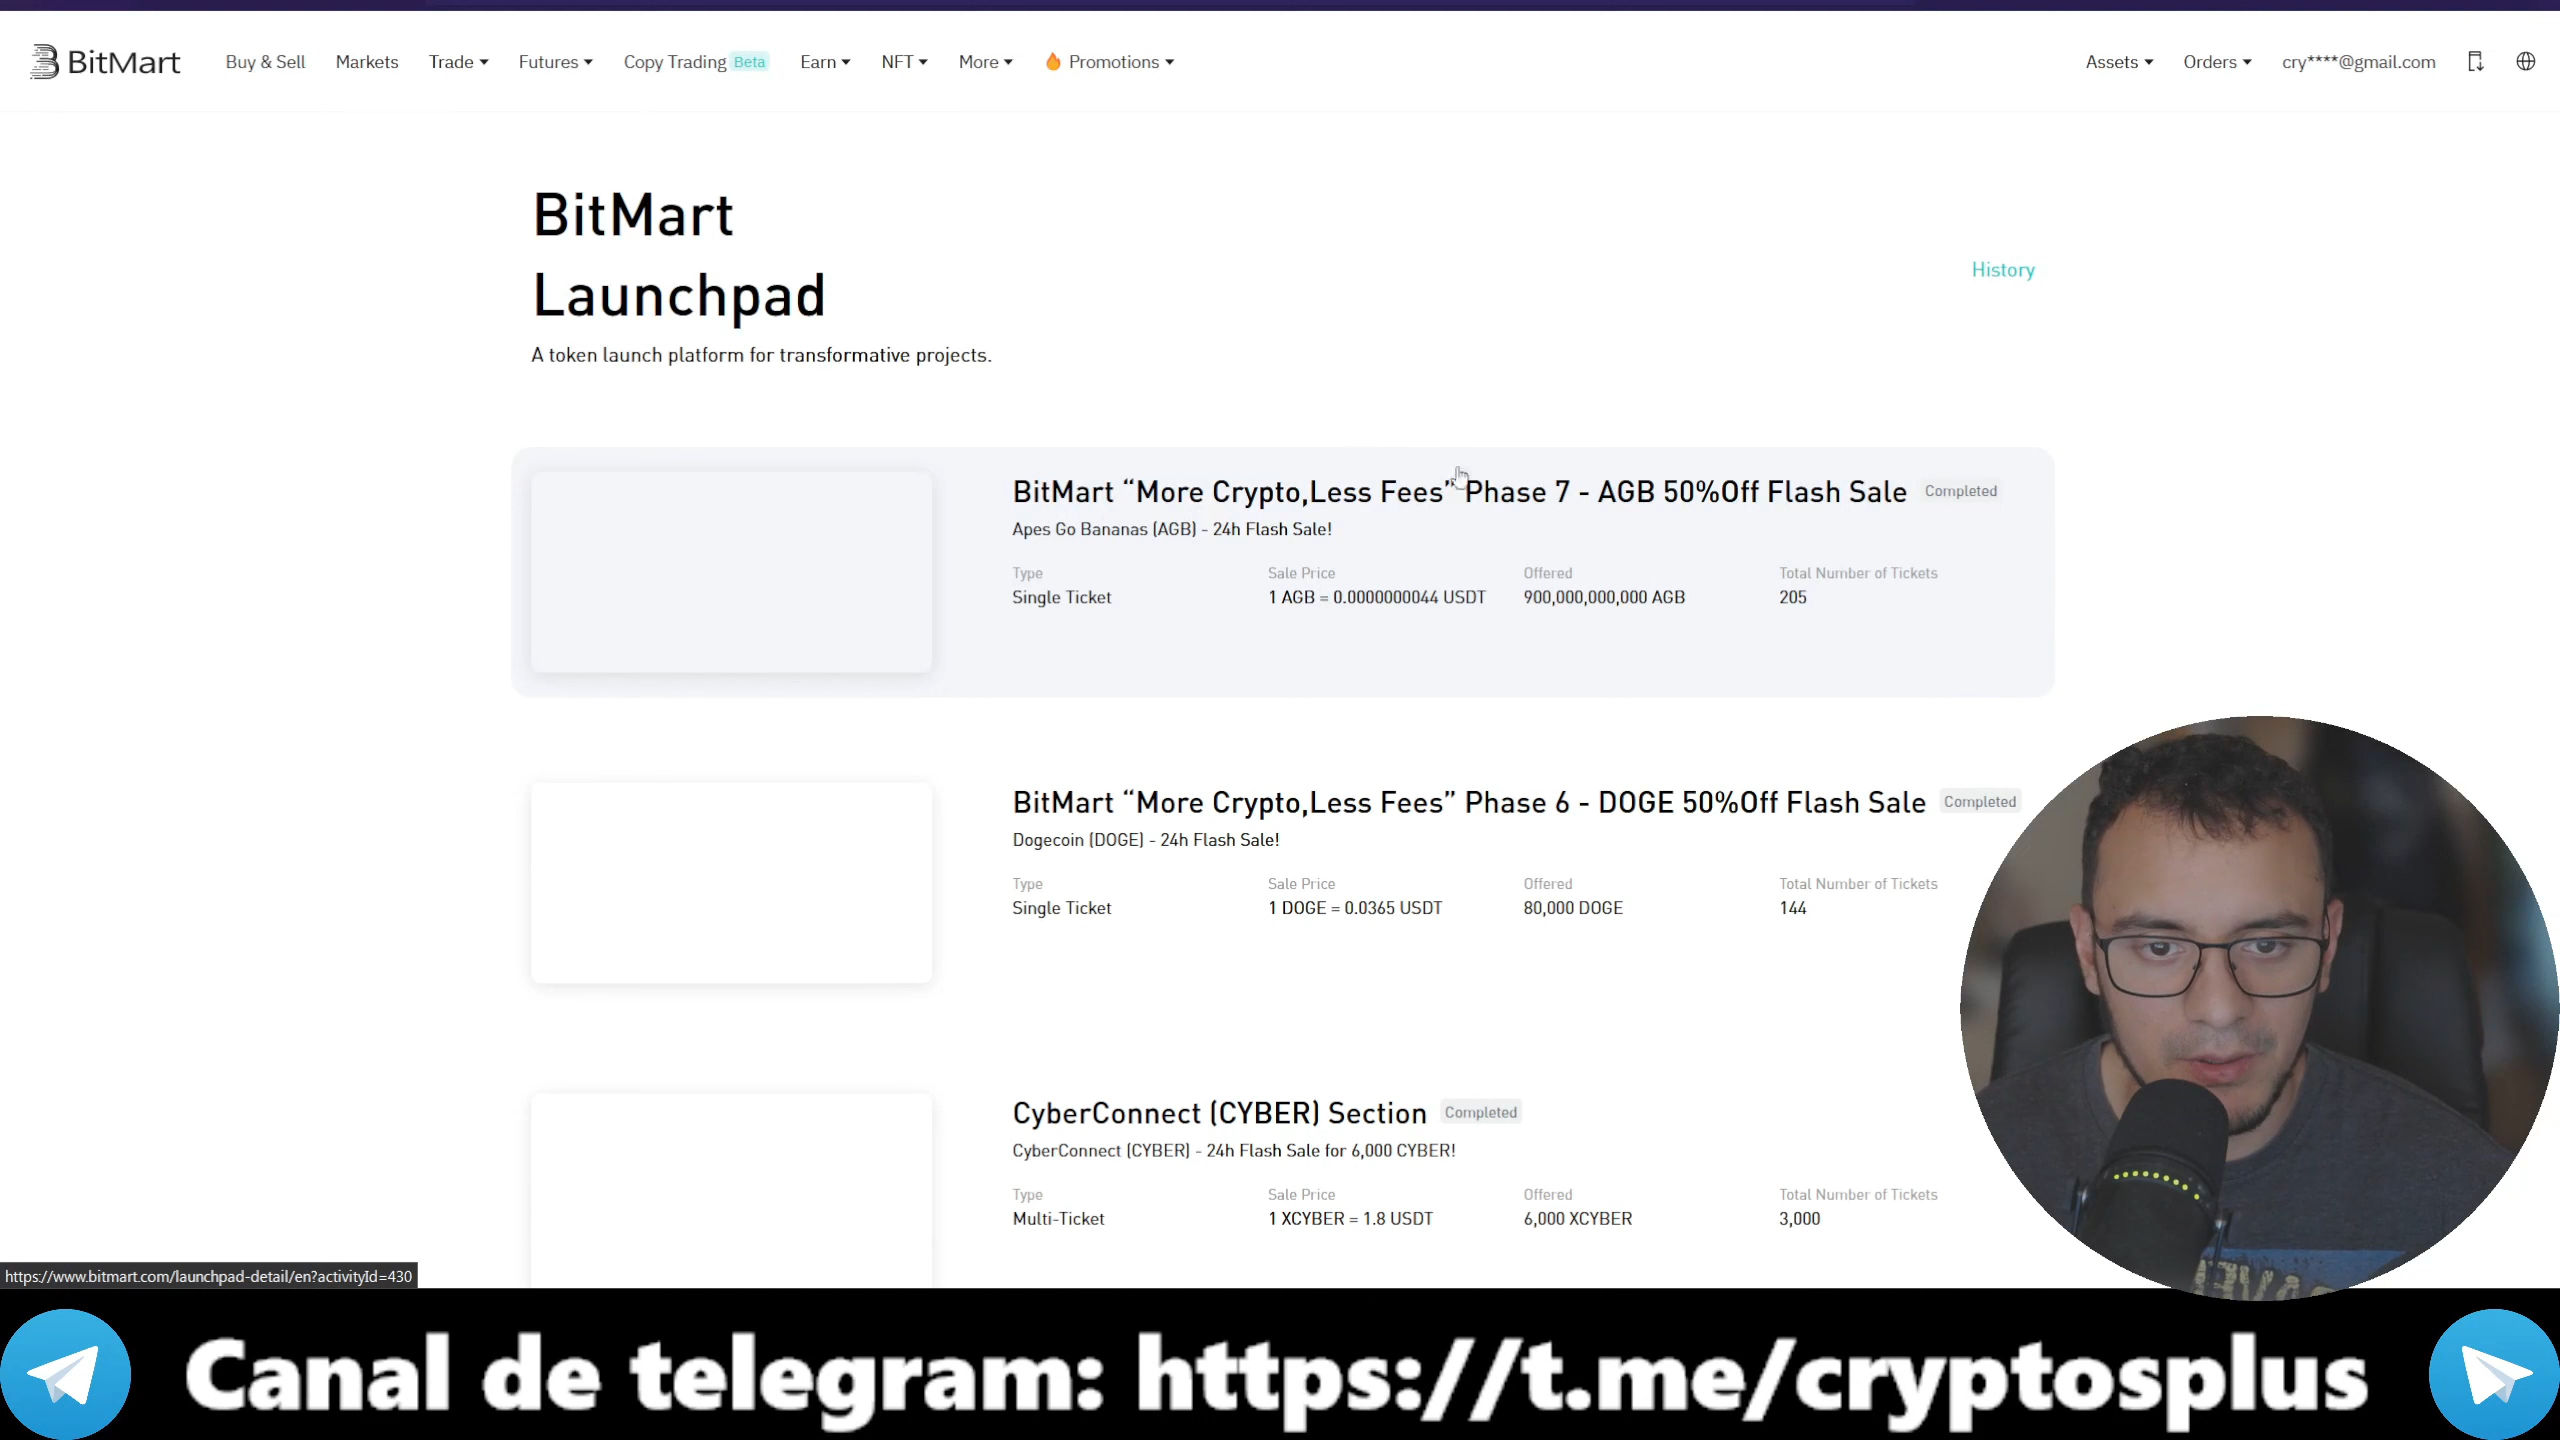 BitMart
Buy & Sell
Markets
Trade
Futures
Copy Trading Beta
Earn
NFT
More
Promotions
Assets
Orders
cry****@gmail.com
BitMart
Launchpad
History
A token launch platform for transformative projects.
BitMart “More Crypto,Less Fees” Phase 7 - AGB 50%Off Flash Sale Completed
Apes Go Bananas (AGB) - 24h Flash Sale!
Type Sale Price Offered Total Number of Tickets
Single Ticket 1 AGB = 0.0000000044 USDT 900,000,000,000 AGB 205
BitMart “More Crypto,Less Fees” Phase 6 - DOGE 50%Off Flash Sale Completed
Dogecoin (DOGE) - 24h Flash Sale!
Type Sale Price Offered Total Number of Tickets
Single Ticket 1 DOGE = 0.0365 USDT 80,000 DOGE 144
CyberConnect (CYBER) Section Completed
CyberConnect (CYBER) - 24h Flash Sale for 6,000 CYBER!
Type Sale Price Offered Total Number of Tickets
Multi-Ticket 1 XCYBER = 1.8 USDT 6,000 XCYBER 3,000
https://www.bitmart.com/launchpad-detail/en?activityId=430
Canal de telegram: https://t.me/cryptosplus